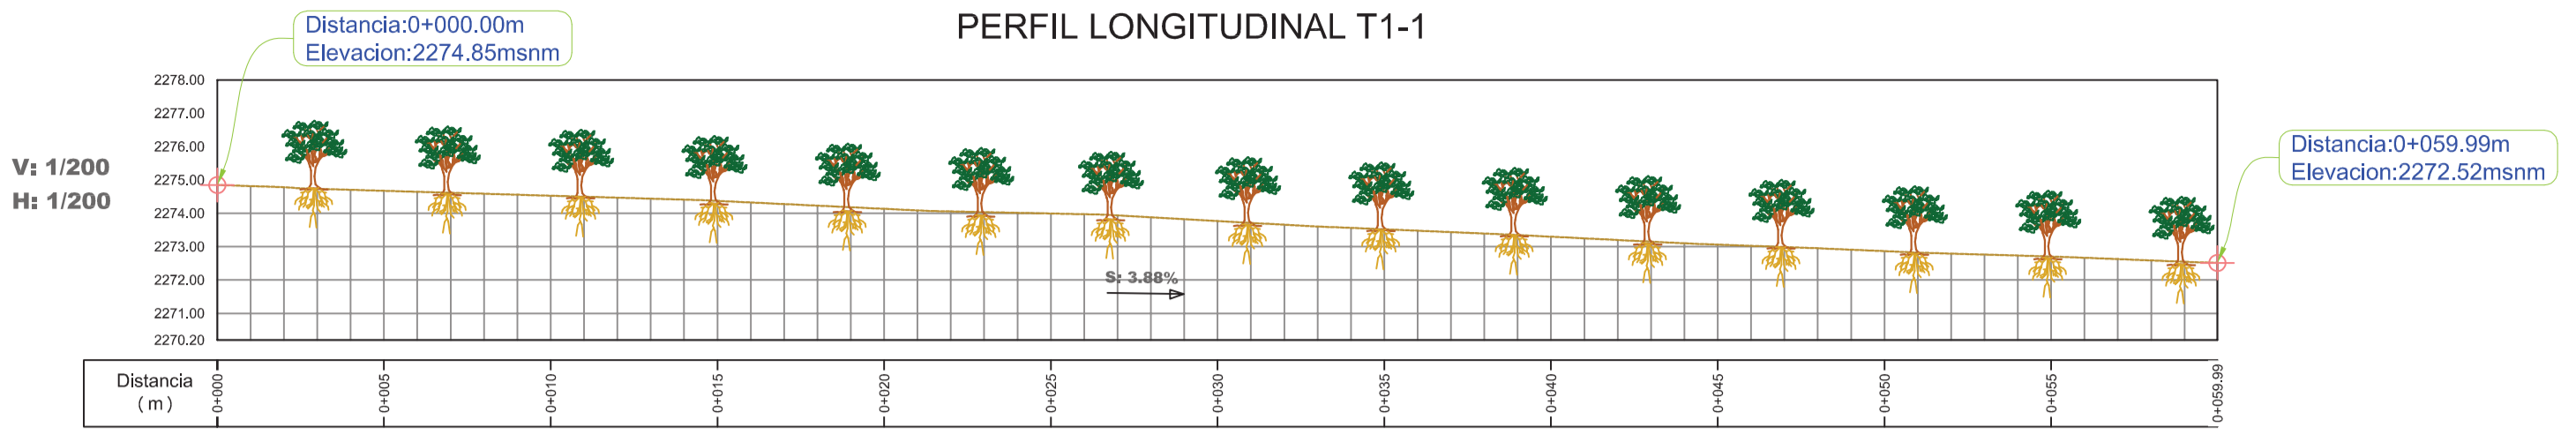 PERFIL LONGITUDINAL T1-1
Distancia:0+000.00m
Elevacion:2274.85msnm
2278.00
2277.00
2276.00
2275.00
2274.00
2273.00
2272.00
2271.00
2270.20
V: 1/200
H: 1/200
Distancia:0+059.99m
Elevacion:2272.52msnm
S: 3.88%
Distancia
( m )
0+000
0+005
0+010
0+015
0+020
0+025
0+030
0+035
0+040
0+045
0+050
0+055
0+059.99